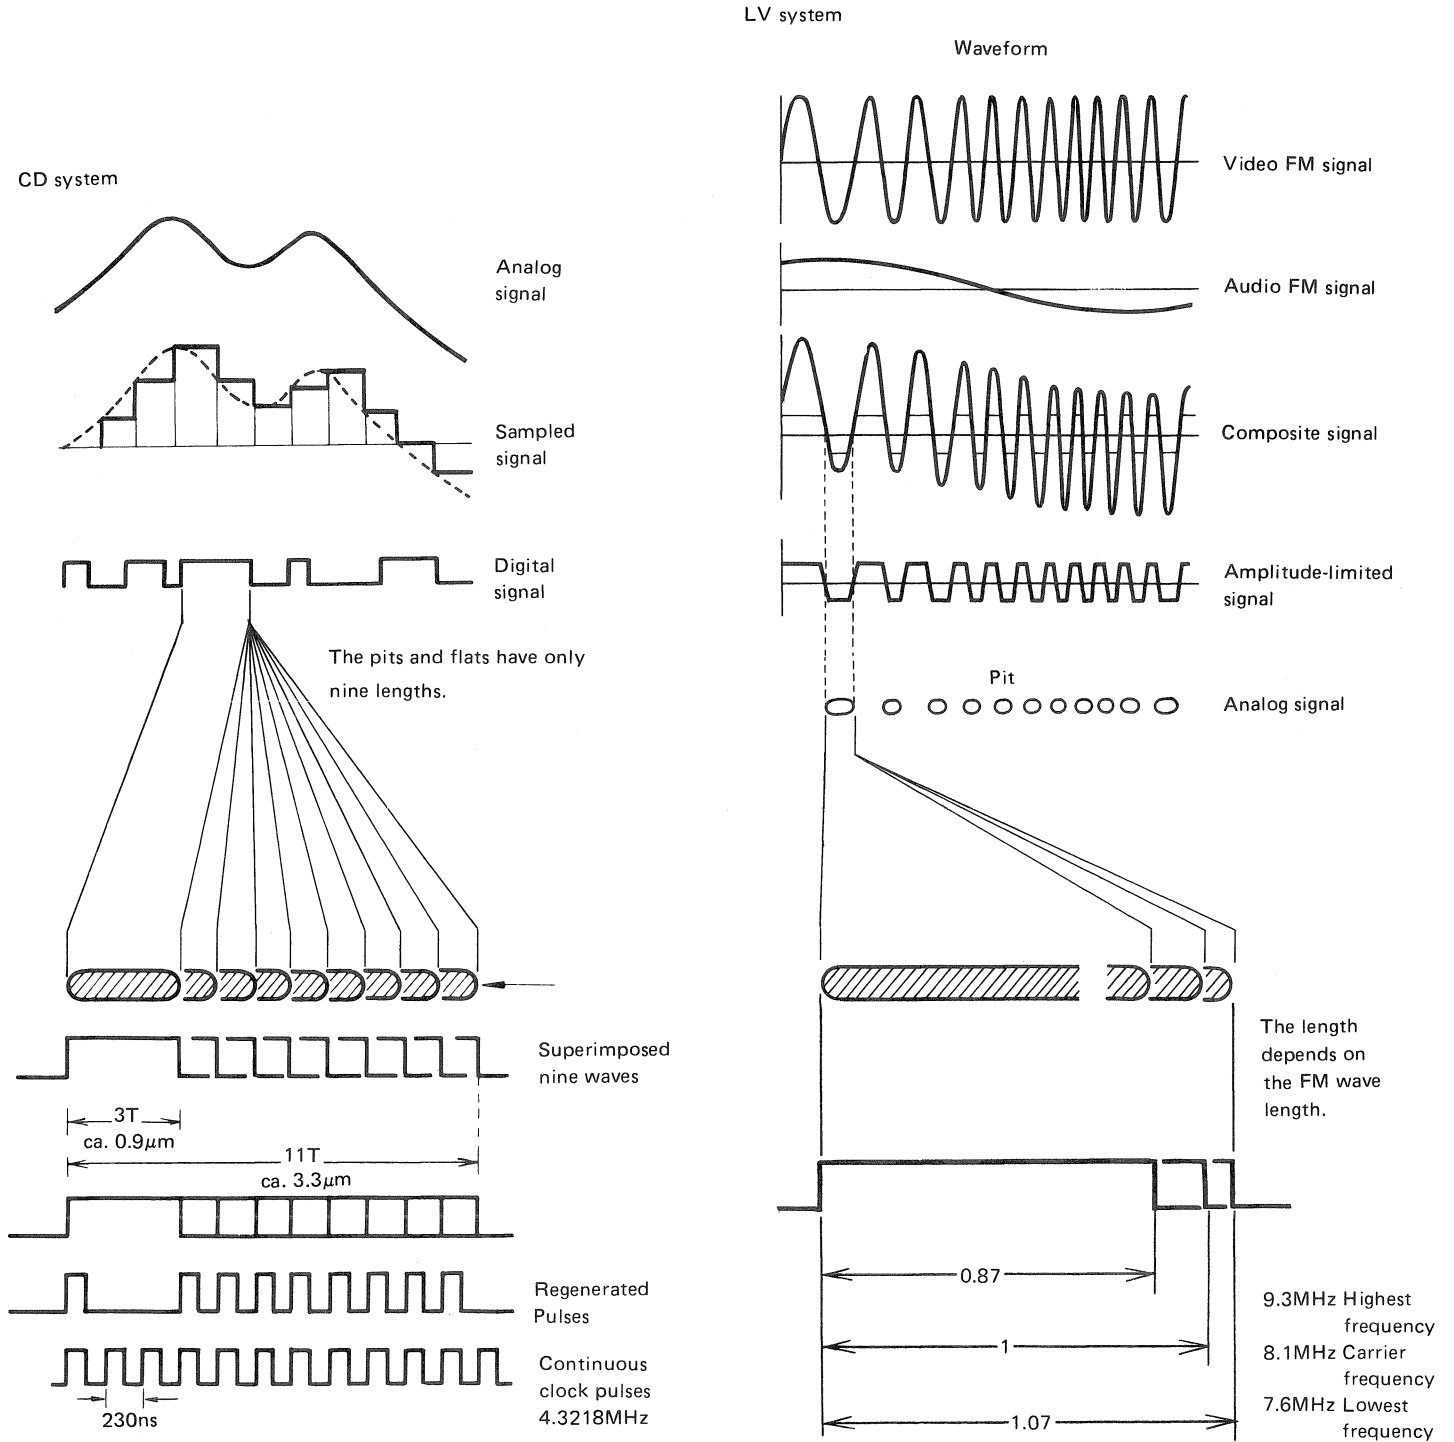 CD system
Analog
signal
Sampled
signal
Digital
signal
The pits and flats have only
nine lengths.
Superimposed
nine waves
3T
ca. 0.9μm
11T
ca. 3.3μm
Regenerated
Pulses
Continuous
clock pulses
4.3218MHz
230ns
LV system
Waveform
Video FM signal
Audio FM signal
Composite signal
Amplitude-limited
signal
Pit
Analog signal
The length
depends on
the FM wave
length.
0.87
1
1.07
9.3MHz Highest
frequency
8.1MHz Carrier
frequency
7.6MHz Lowest
frequency